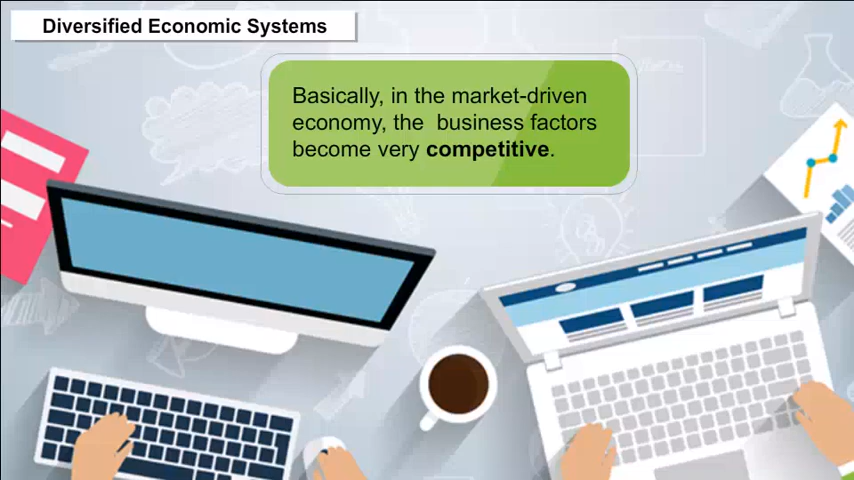 Diversified Economic Systems
Basically, in the market-driven
economy, the  business factors
become very competitive.